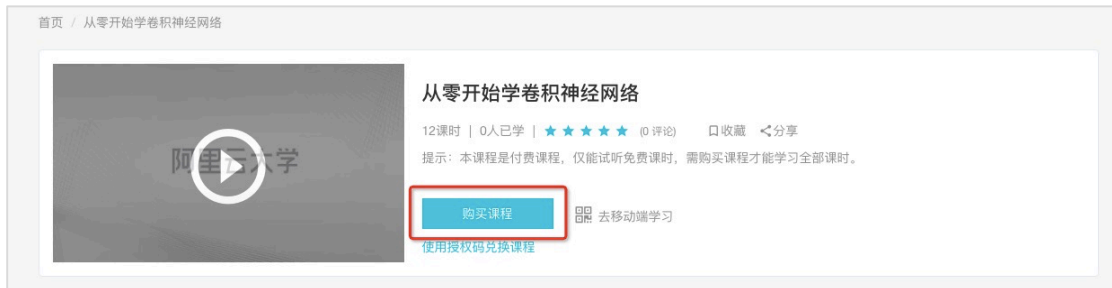 首页 / 从零开始学卷积神经网络
从零开始学卷积神经网络
12课时 | 0人已学 | ★ ★ ★ ★ ★ (0 评论) 收藏 分享
提示：本课程是付费课程，仅能试听免费课时，需购买课程才能学习全部课时。
阿里云大学
购买课程 去移动端学习
使用授权码兑换课程